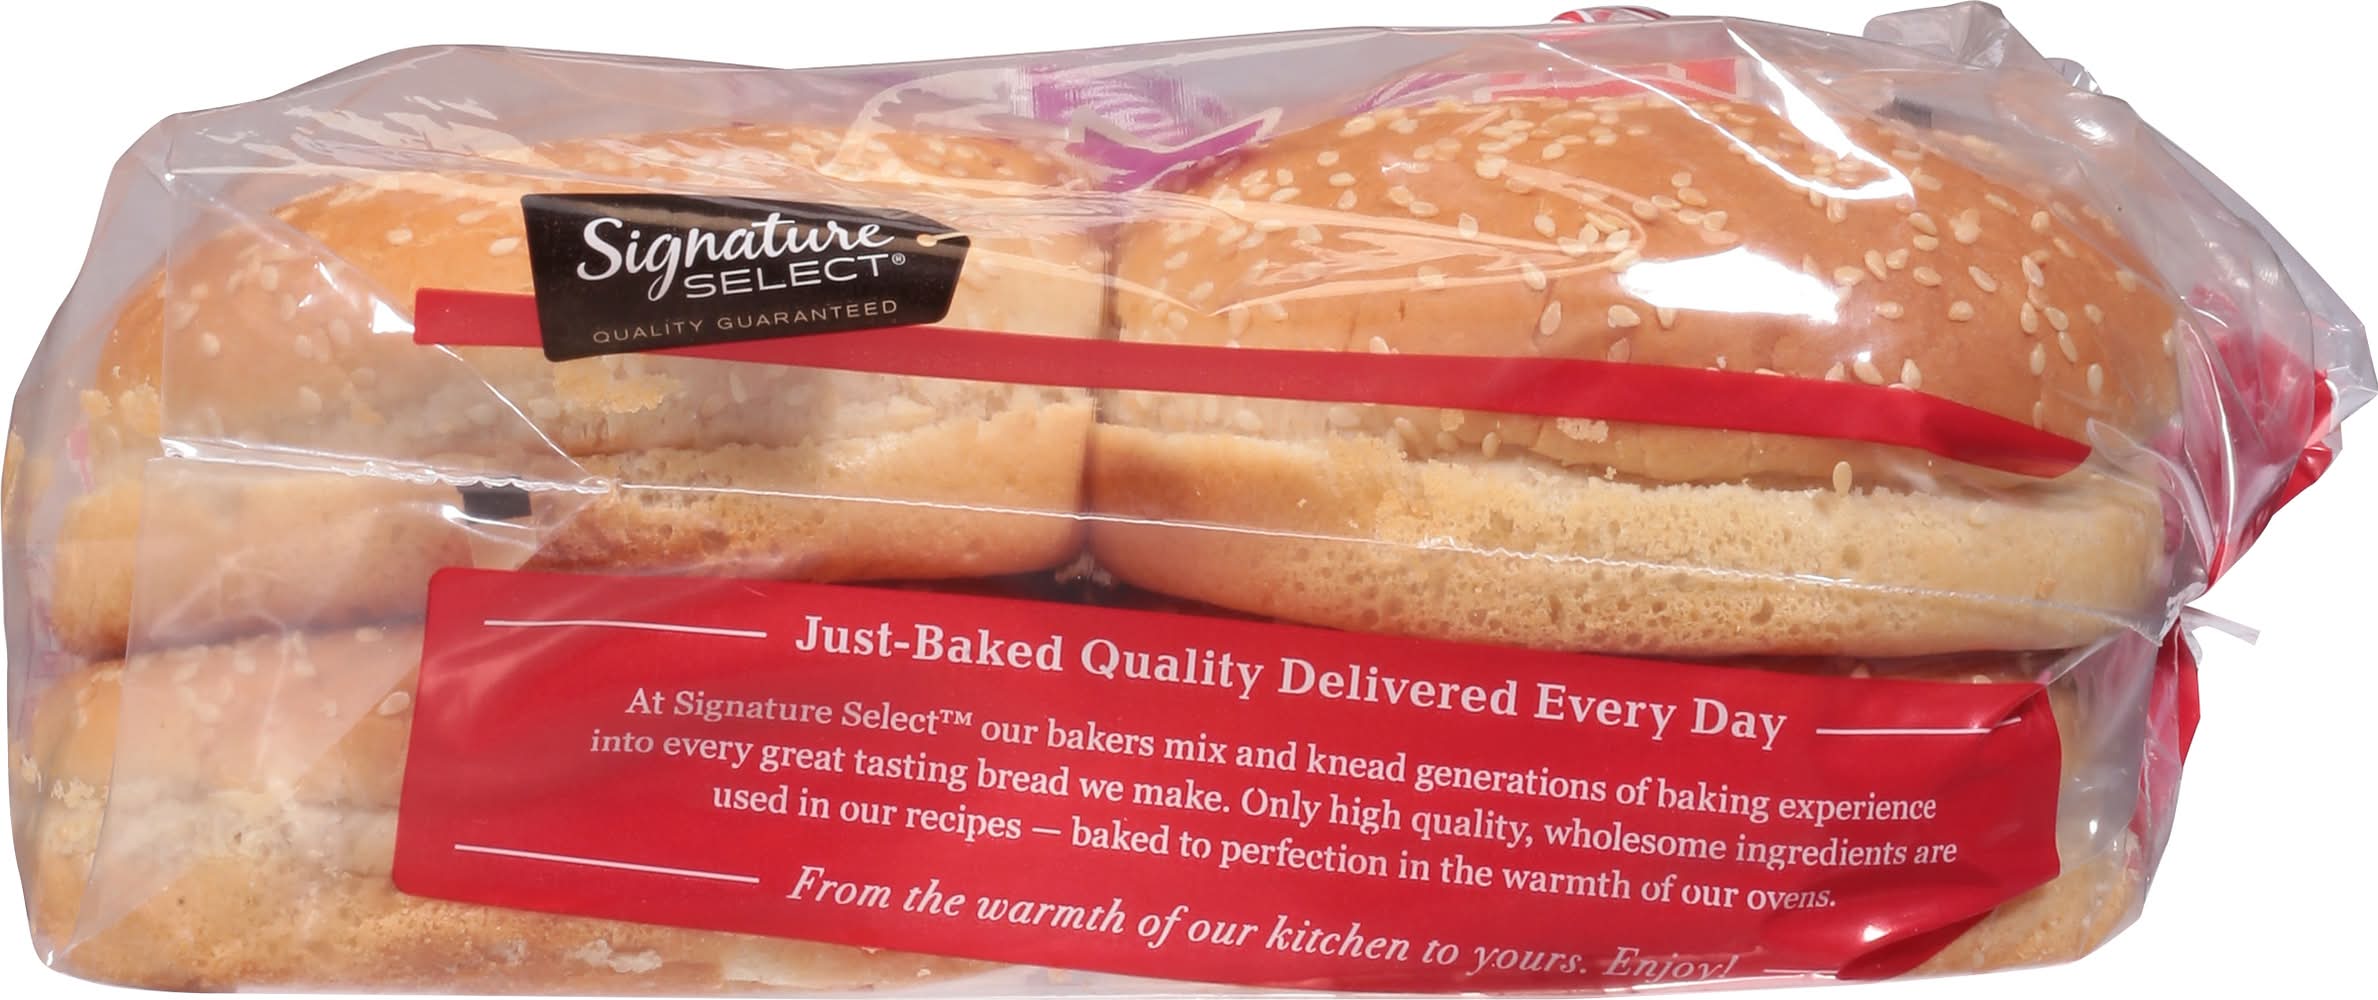 Signature
SELECT®
QUALITY GUARANTEED
Just-Baked Quality Delivered Every Day
At Signature Select™ our bakers mix and knead generations of baking experience
into every great tasting bread we make. Only high quality, wholesome ingredients are
used in our recipes — baked to perfection in the warmth of our ovens.
From the warmth of our kitchen to yours. Enjoy!